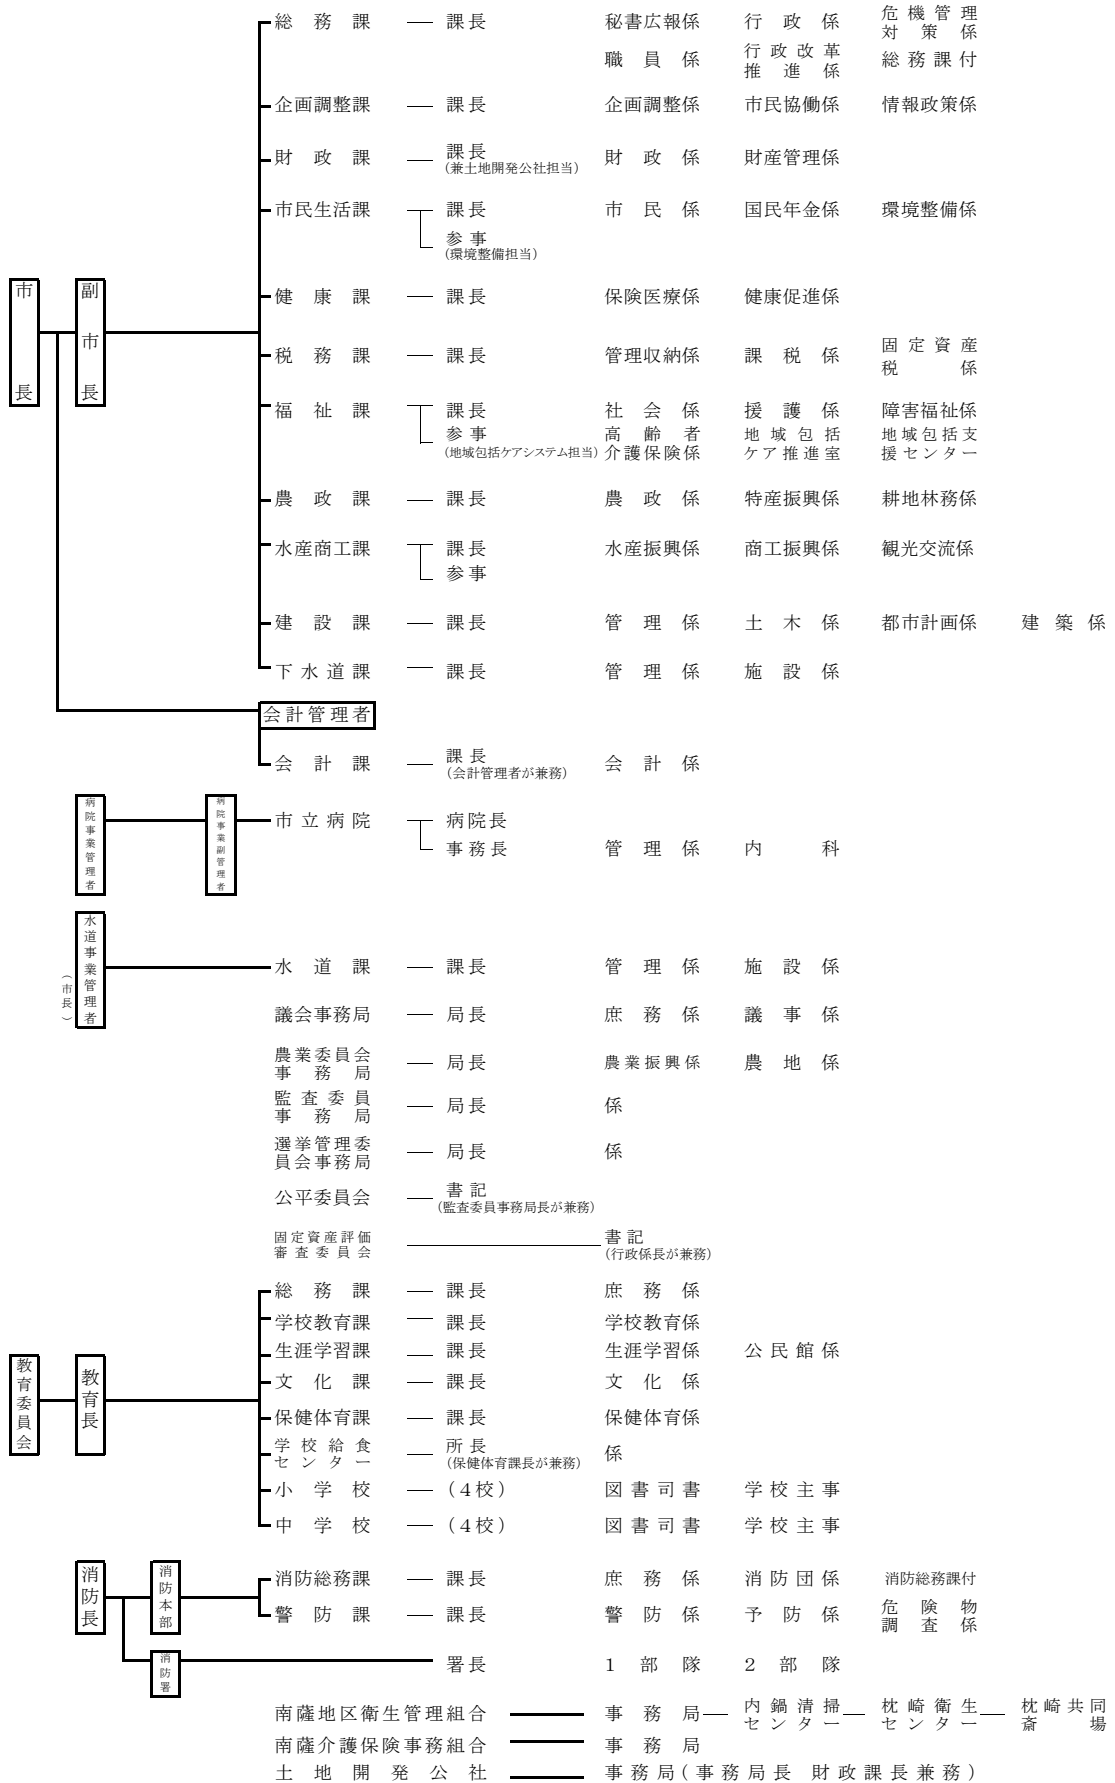 総務課 課長 秘書広報係 行政係 危機管理
対策係
職員係 行政改革 総務課付
推進係
企画調整課 課長 企画調整係 市民協働係 情報政策係
財政課 課長 財政係 財産管理係
(兼土地開発公社担当)
市民生活課 課長 市民係 国民年金係 環境整備係
参事
(環境整備担当)
市長
副市長
健康課 課長 保険医療係 健康促進係
税務課 課長 管理収納係 課税係 固定資産
税係
福祉課 課長 社会係 援護係 障害福祉係
参事 高齢者 地域包括 地域包括支
(地域包括ケアシステム担当) 介護保険係 ケア推進室 援センター
農政課 課長 農政係 特産振興係 耕地林務係
水産商工課 課長 水産振興係 商工振興係 観光交流係
参事
建設課 課長 管理係 土木係 都市計画係 建築係
下水道課 課長 管理係 施設係
会計管理者
会計課 課長 会計係
(会計管理者が兼務)
病院事業管理者
病院事業副管理者
市立病院 病院長
事務長 管理係 内科
水道事業管理者
(市長)
水道課 課長 管理係 施設係
議会事務局 局長 庶務係 議事係
農業委員会 局長 農業振興係 農地係
事務局
監査委員 局長 係
事務局
選挙管理委 局長 係
員会事務局
公平委員会 書記
(監査委員事務局長が兼務)
固定資産評価 書記
審査委員会 (行政係長が兼務)
総務課 課長 庶務係
学校教育課 課長 学校教育係
生涯学習課 課長 生涯学習係 公民館係
教育委員会
教育長
文化課 課長 文化係
保健体育課 課長 保健体育係
学校給食 所長 係
センター (保健体育課長が兼務)
小学校 (4校) 図書司書 学校主事
中学校 (4校) 図書司書 学校主事
消防長
消防本部
消防総務課 課長 庶務係 消防団係 消防総務課付
警防課 課長 警防係 予防係 危険物
調査係
消防署
署長 1部隊 2部隊
南薩地区衛生管理組合 事務局 内鍋清掃 枕崎衛生 枕崎共同
センター センター 斎場
南薩介護保険事務組合 事務局
土地開発公社 事務局(事務局長 財政課長兼務)